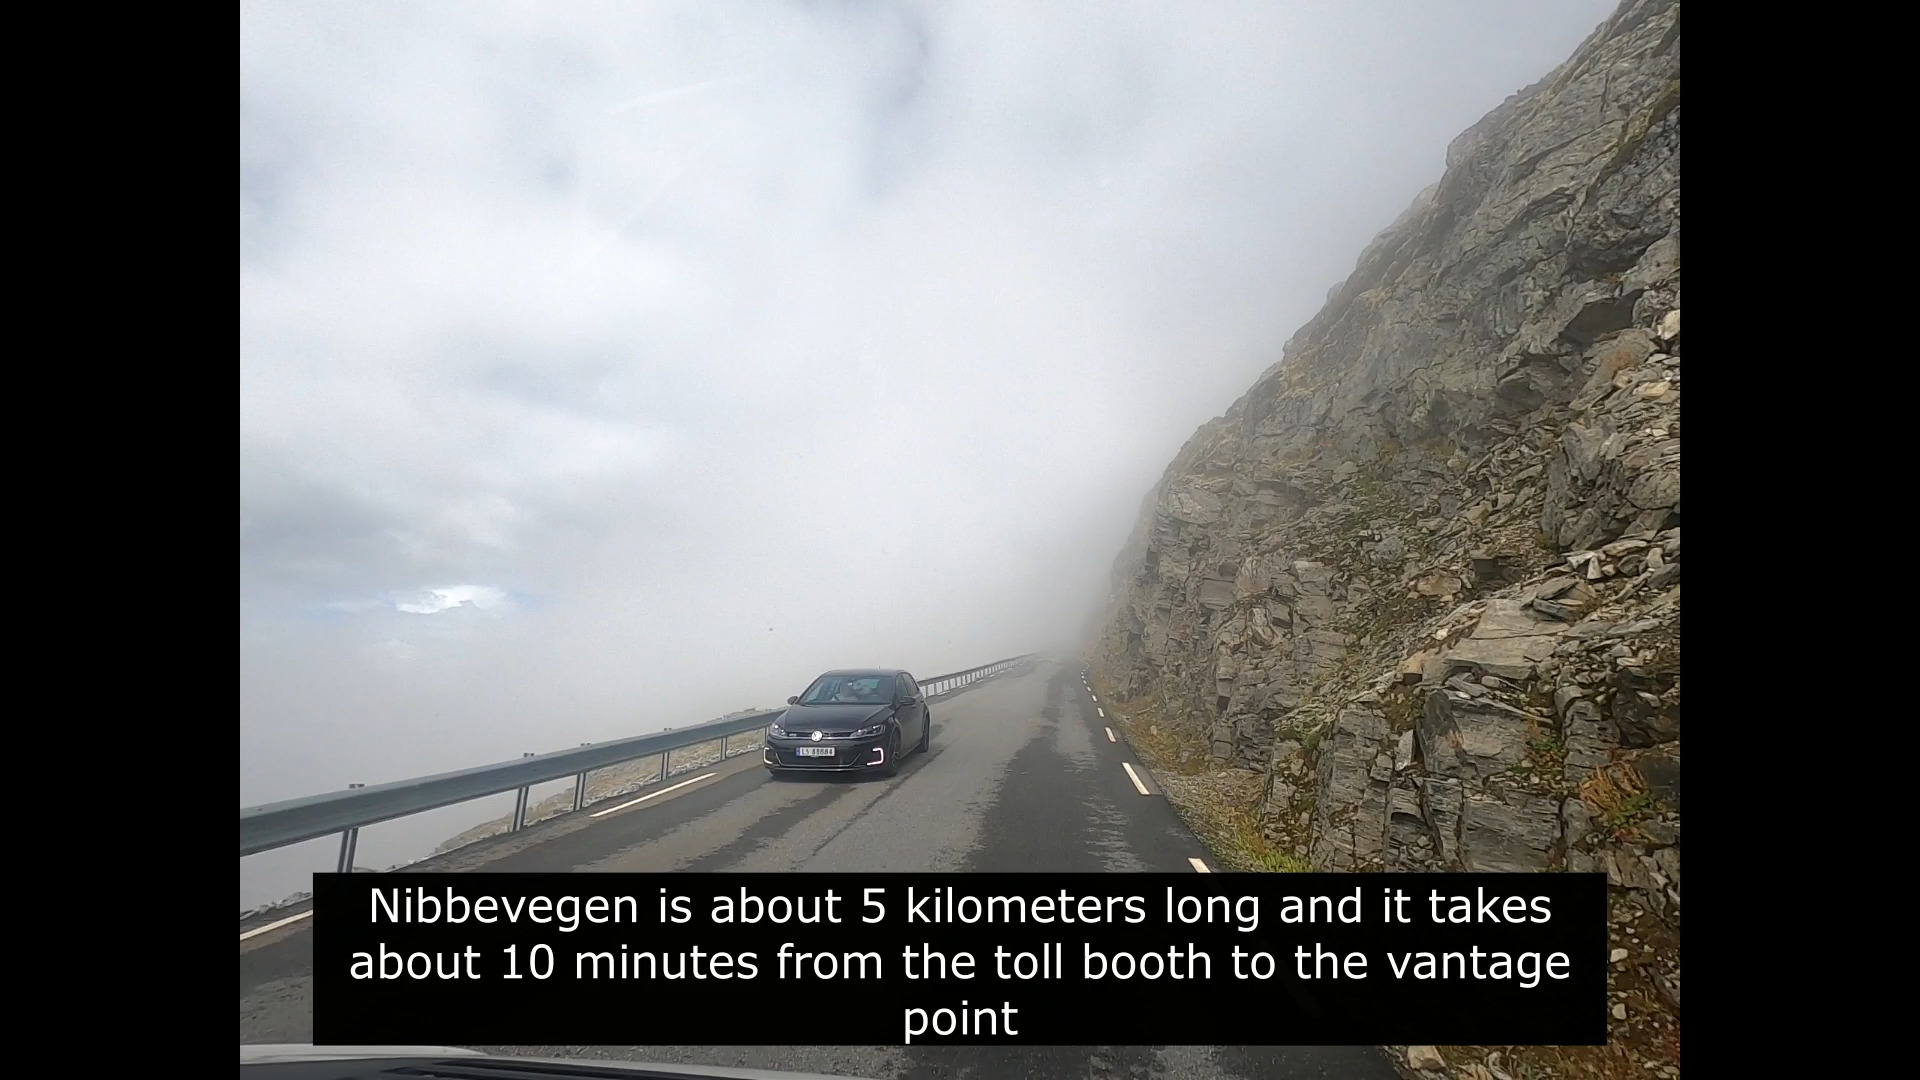 Nibbevegen is about 5 kilometers long and it takes
about 10 minutes from the toll booth to the vantage
point